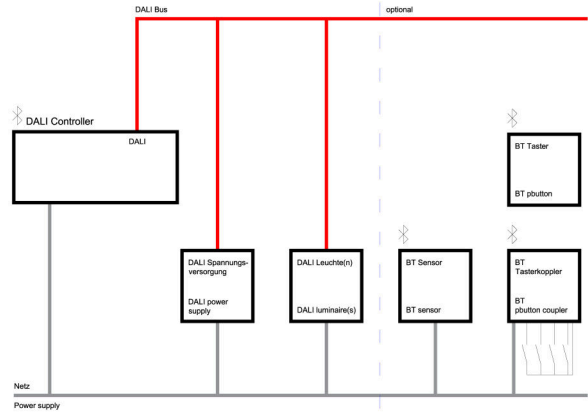 DALI Bus
optional
DALI Controller
DALI
BT Taster
BT pbutton
DALI Spannungs-
versorgung
DALI power
supply
DALI Leuchte(n)
DALI luminaire(s)
BT Sensor
BT sensor
BT
Tasterkoppler
BT
pbutton coupler
Netz
Power supply